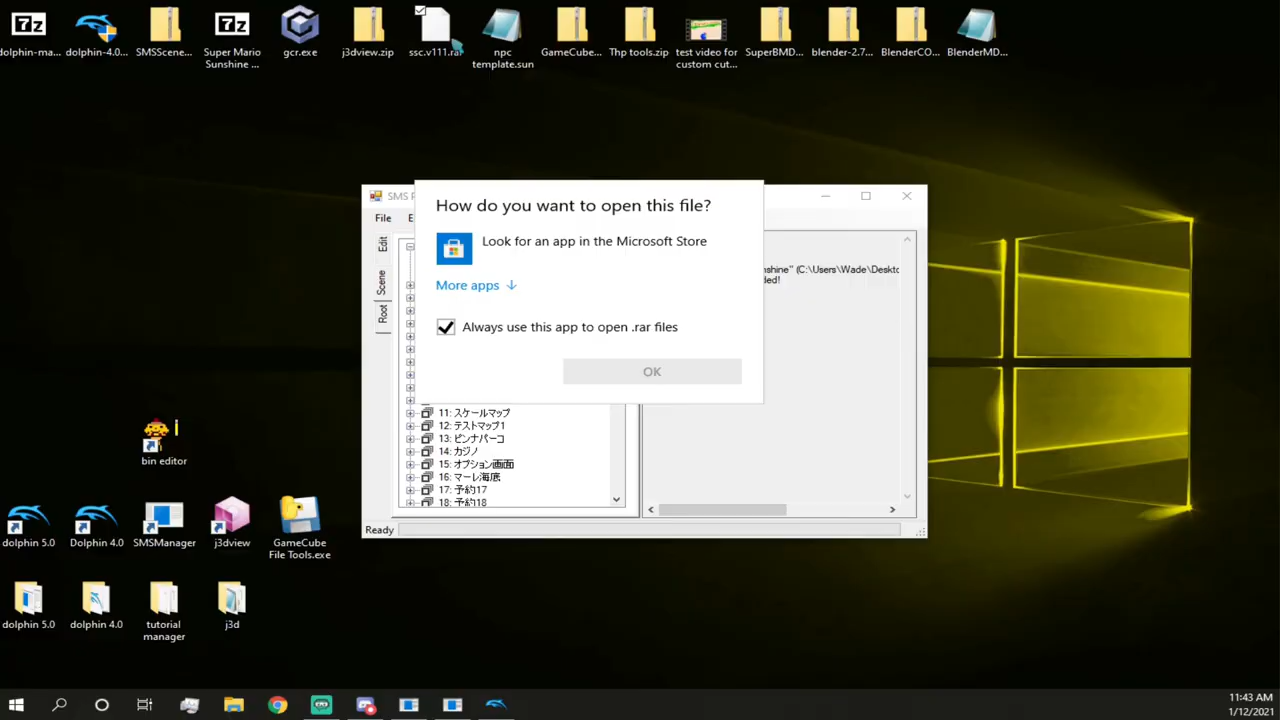 dolphin-ma...
dolphin-4.0...
SMSScene...
Super Mario
Sunshine ...
gcr.exe
j3dview.zip
ssc.v111.rar
npc
template.sun
GameCube...
Thp tools.zip
test video for
custom cut...
SuperBMD...
blender-2.7...
BlenderCO...
BlenderMD...
SMS
File
Edit
Scene
Root
How do you want to open this file?
Look for an app in the Microsoft Store
More apps
Always use this app to open .rar files
OK
nshine" (C:\Users\Wade\Deskto
ded!
11: スケールマップ
12: テストマップ1
13: ピンナパーコ
14: カジノ
15: オプション画面
16: マーレ海底
17: 予約17
18: 予約18
Ready
bin editor
dolphin 5.0
Dolphin 4.0
SMSManager
j3dview
GameCube
File Tools.exe
dolphin 5.0
dolphin 4.0
tutorial
manager
j3d
11:43 AM
1/12/2021